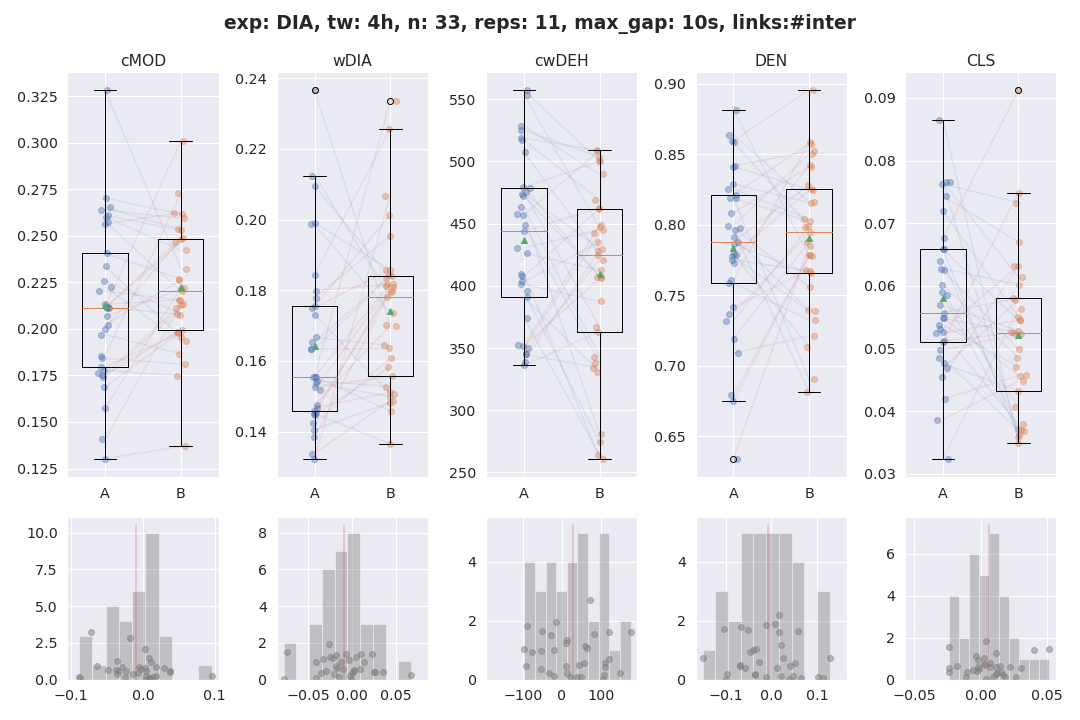 exp: DIA, tw: 4h, n: 33, reps: 11, max_gap: 10s, links:#inter
cMOD wDIA cwDEH DEN CLS
0.325 0.300 0.275 0.250 0.225 0.200 0.175 0.150 0.125
A B
0.24 0.22 0.20 0.18 0.16 0.14
A B
550 500 450 400 350 300 250
A B
0.90 0.85 0.80 0.75 0.70 0.65
A B
0.09 0.08 0.07 0.06 0.05 0.04 0.03
A B
10.0 7.5 5.0 2.5 0.0
−0.1 0.0 0.1
8 6 4 2 0
−0.05 0.00 0.05
4 2 0
−100 0 100
4 2 0
−0.1 0.0 0.1
6 4 2 0
−0.05 0.00 0.05